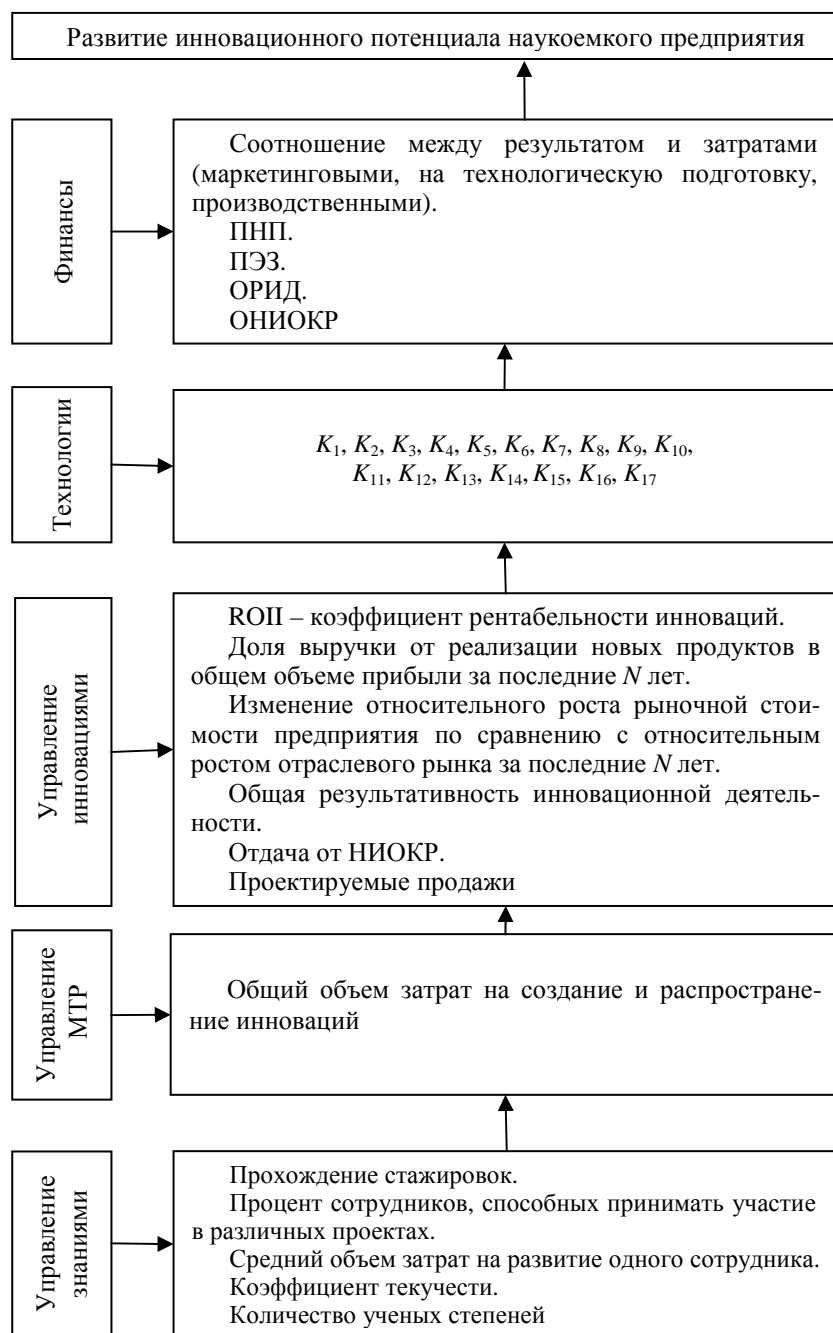 Развитие инновационного потенциала наукоемкого предприятия
Финансы
Соотношение между результатом и затратами
(маркетинговыми, на технологическую подготовку,
производственными).
ПНП.
ПЭЗ.
ОРИД.
ОНИОКР
Технологии
K1, K2, K3, K4, K5, K6, K7, K8, K9, K10,
K11, K12, K13, K14, K15, K16, K17
Управление
инновациями
ROII – коэффициент рентабельности инноваций.
Доля выручки от реализации новых продуктов в
общем объеме прибыли за последние N лет.
Изменение относительного роста рыночной стои-
мости предприятия по сравнению с относительным
ростом отраслевого рынка за последние N лет.
Общая результативность инновационной деятель-
ности.
Отдача от НИОКР.
Проектируемые продажи
Управление
МТР
Общий объем затрат на создание и распростране-
ние инноваций
Управление
знаниями
Прохождение стажировок.
Процент сотрудников, способных принимать участие
в различных проектах.
Средний объем затрат на развитие одного сотрудника.
Коэффициент текучести.
Количество ученых степеней